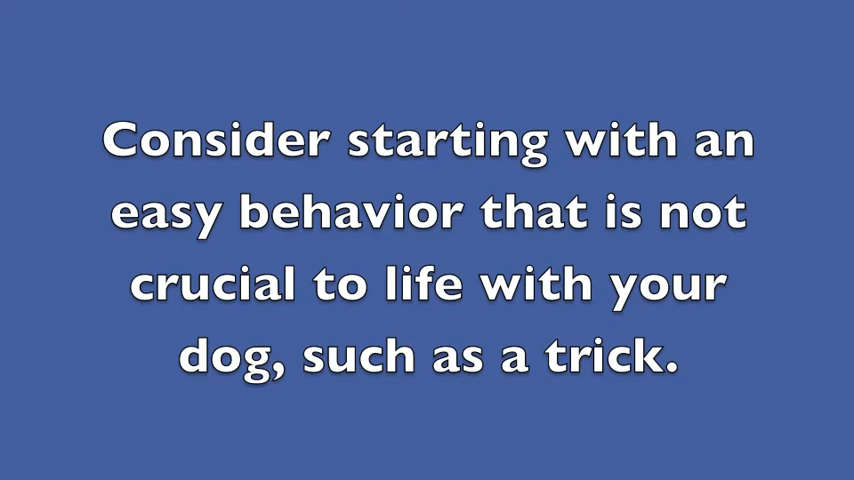 Consider starting with an
easy behavior that is not
crucial to life with your
dog, such as a trick.